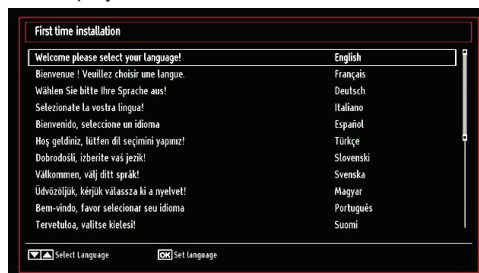 First time installation
Welcome please select your language! English
Bienvenue ! Veuillez choisir une langue. Français
Wählen Sie bitte Ihre Sprache aus! Deutsch
Selezionate la vostra lingua! Italiano
Bienvenido, seleccione un idioma Español
Hoş geldiniz, lütfen dil seçimini yapınız! Türkçe
Dobrodošli, izberite vaš jezik! Slovenski
Välkommen, välj ditt språk! Svenska
Üdvözöljük, kérjük válassza ki a nyelvet! Magyar
Bem-vindo, favor selecionar seu idioma Português
Tervetuloa, valitse kielesi! Suomi
Select Language OK Set language